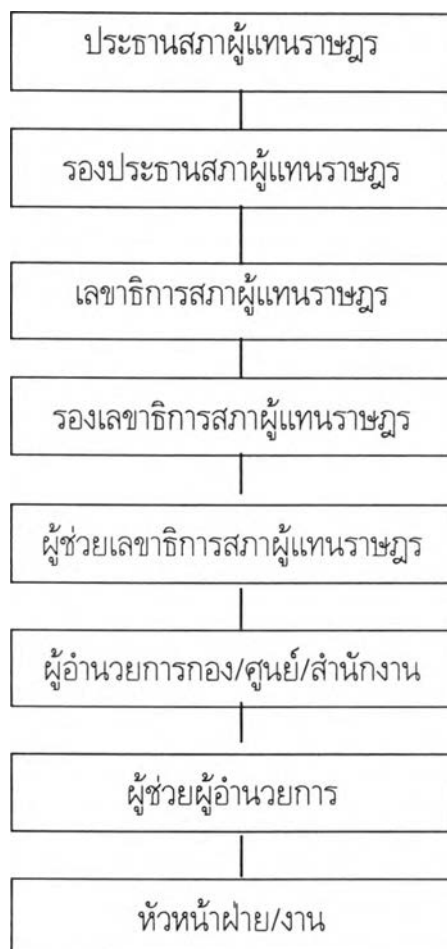 ประธานสภาผู้แทนราษฎร
รองประธานสภาผู้แทนราษฎร
เลขาธิการสภาผู้แทนราษฎร
รองเลขาธิการสภาผู้แทนราษฎร
ผู้ช่วยเลขาธิการสภาผู้แทนราษฎร
ผู้อำนวยการกอง/ศูนย์/สำนักงาน
ผู้ช่วยผู้อำนวยการ
หัวหน้าฝ่าย/งาน